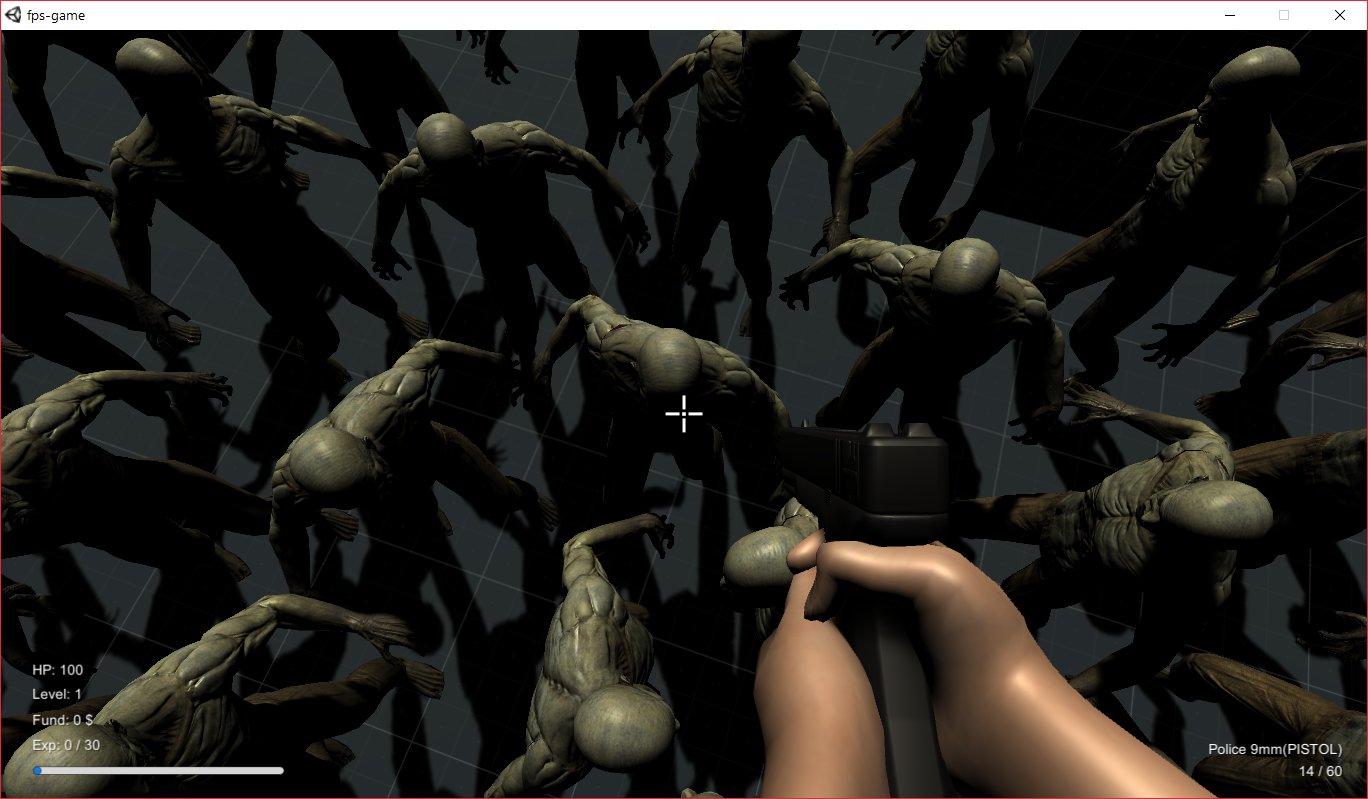 fps-game
HP: 100
Level: 1
Fund: 0 $
Exp: 0 / 30
Police 9mm(PISTOL)
14 / 60